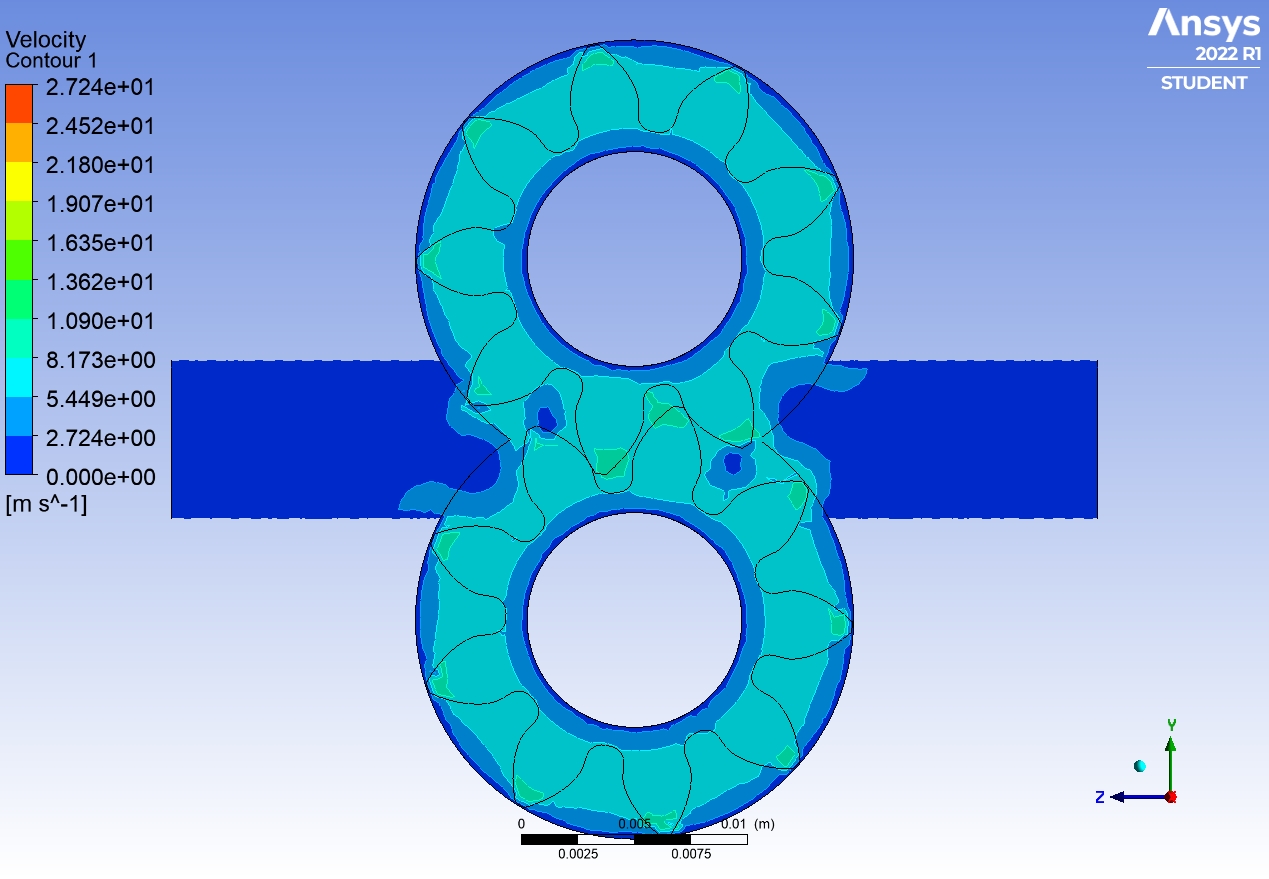 Velocity
Contour 1
2.724e+01
2.452e+01
2.180e+01
1.907e+01
1.635e+01
1.362e+01
1.090e+01
8.173e+00
5.449e+00
2.724e+00
0.000e+00
[m s^-1]
Ansys
2022 R1
STUDENT
Y
Z
0 0.005 0.01 (m)
0.0025 0.0075